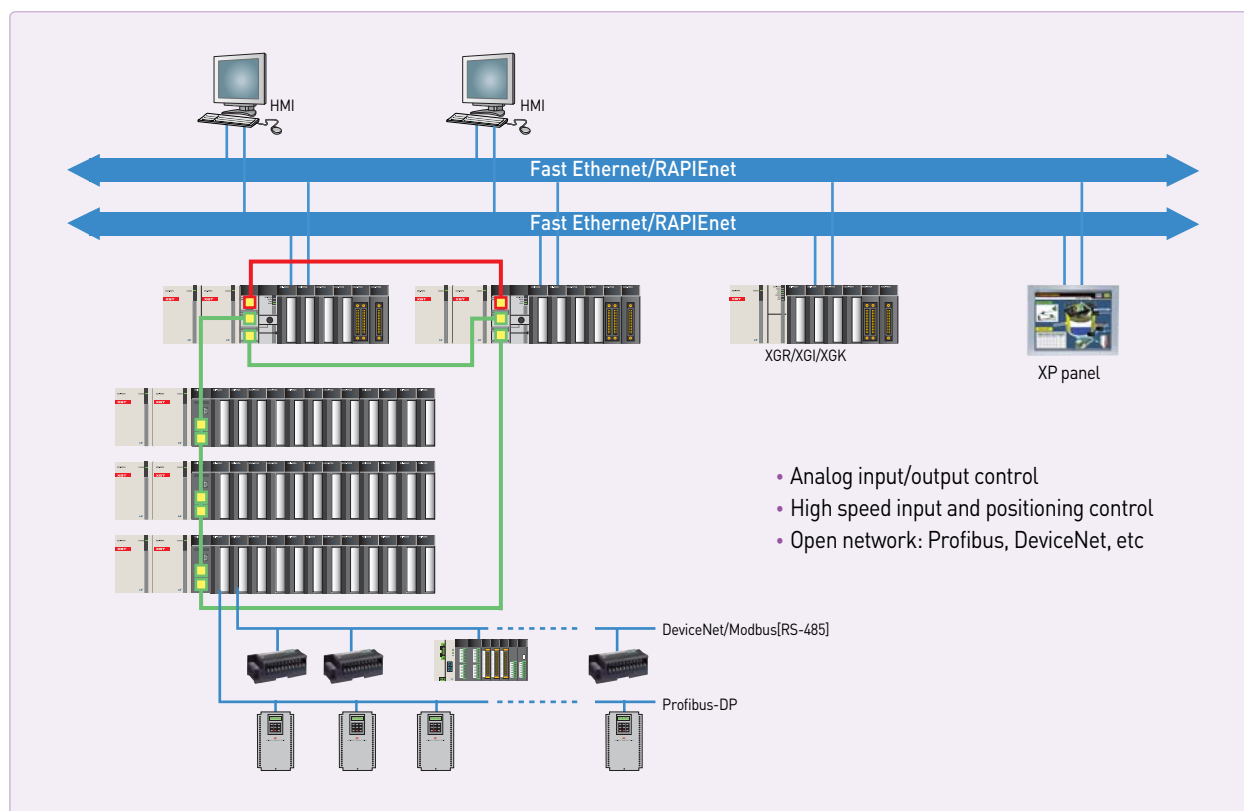 HMI
HMI
Fast Ethernet/RAPIEnet
Fast Ethernet/RAPIEnet
XGR/XGI/XGK
XP panel
• Analog input/output control
• High speed input and positioning control
• Open network: Profibus, DeviceNet, etc
DeviceNet/Modbus[RS-485]
Profibus-DP